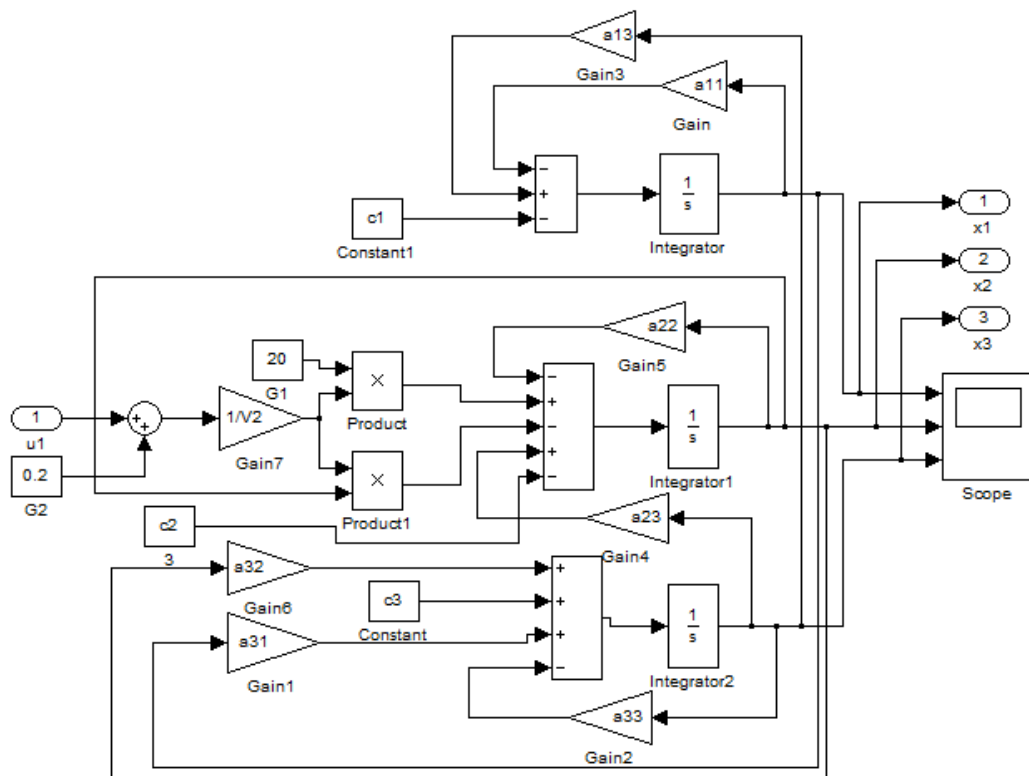 a13
Gain3
a11
Gain
−
+
−
1
s
Integrator
c1
Constant1
1
x1
2
x2
3
x3
a22
Gain5
20
G1
×
Product
−
+
−
+
−
1
s
Integrator1
1
u1
+
+
1/V2
Gain7
0.2
G2
×
Product1
Scope
c2
3
a23
Gain4
a32
Gain6
c3
Constant
+
+
+
−
1
s
Integrator2
a31
Gain1
a33
Gain2